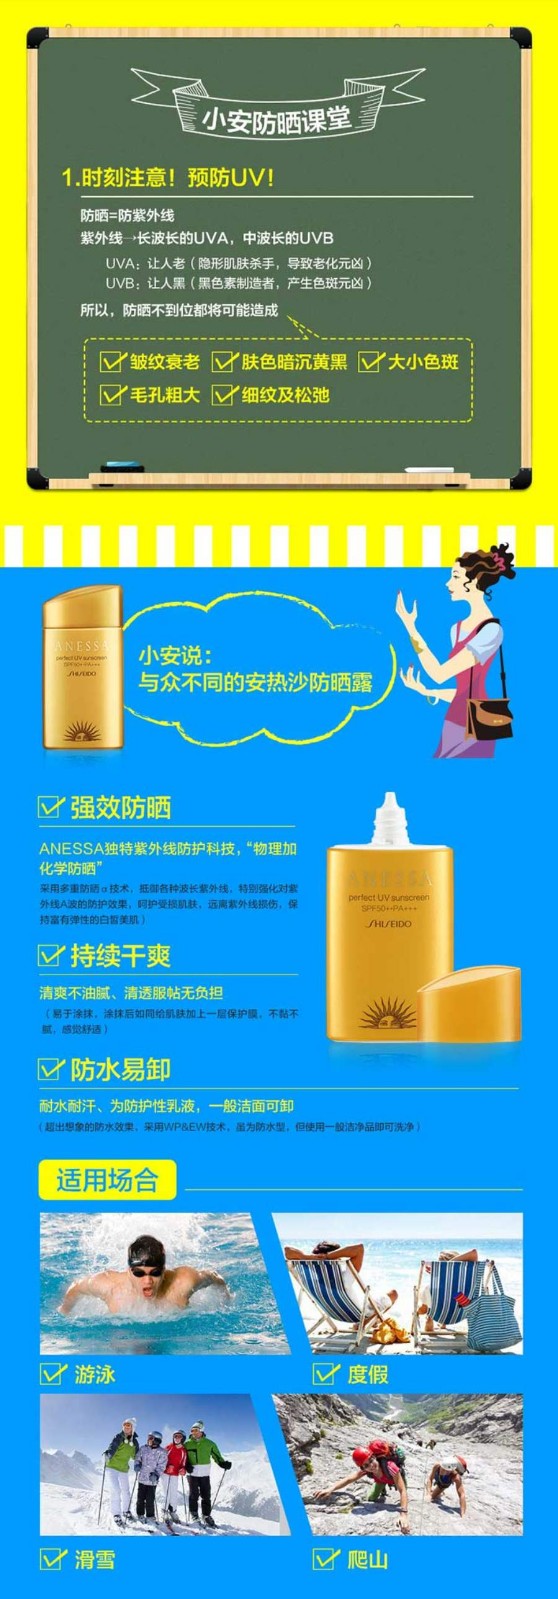 小安防晒课堂
1.时刻注意！预防UV！
防晒=防紫外线
紫外线→长波长的UVA，中波长的UVB
UVA：让人老（隐形肌肤杀手，导致老化元凶）
UVB：让人黑（黑色素制造者，产生色斑元凶）
所以，防晒不到位都将可能造成
皱纹衰老 肤色暗沉黄黑 大小色斑
毛孔粗大 细纹及松弛
ANESSA
perfect UV sunscreen
SPF50+·PA+++
SHISEIDO
小安说：
与众不同的安热沙防晒露
强效防晒
ANESSA独特紫外线防护科技，“物理加
化学防晒”
采用多重防晒α技术，抵御各种波长紫外线，特别强化对紫
外线A波的防护效果，呵护受损肌肤，远离紫外线损伤，保
持富有弹性的白皙美肌）
ANESSA
perfect UV sunscreen
SPF50+·PA+++
SHISEIDO
持续干爽
清爽不油腻、清透服帖无负担
（易于涂抹，涂抹后如同给肌肤加上一层保护膜，不黏不
腻，感觉舒适）
防水易卸
耐水耐汗、为防护性乳液，一般洁面可卸
（超出想象的防水效果，采用WP&EW技术，虽为防水型，但使用一般洁净品即可洗净）
适用场合
游泳
度假
滑雪
爬山